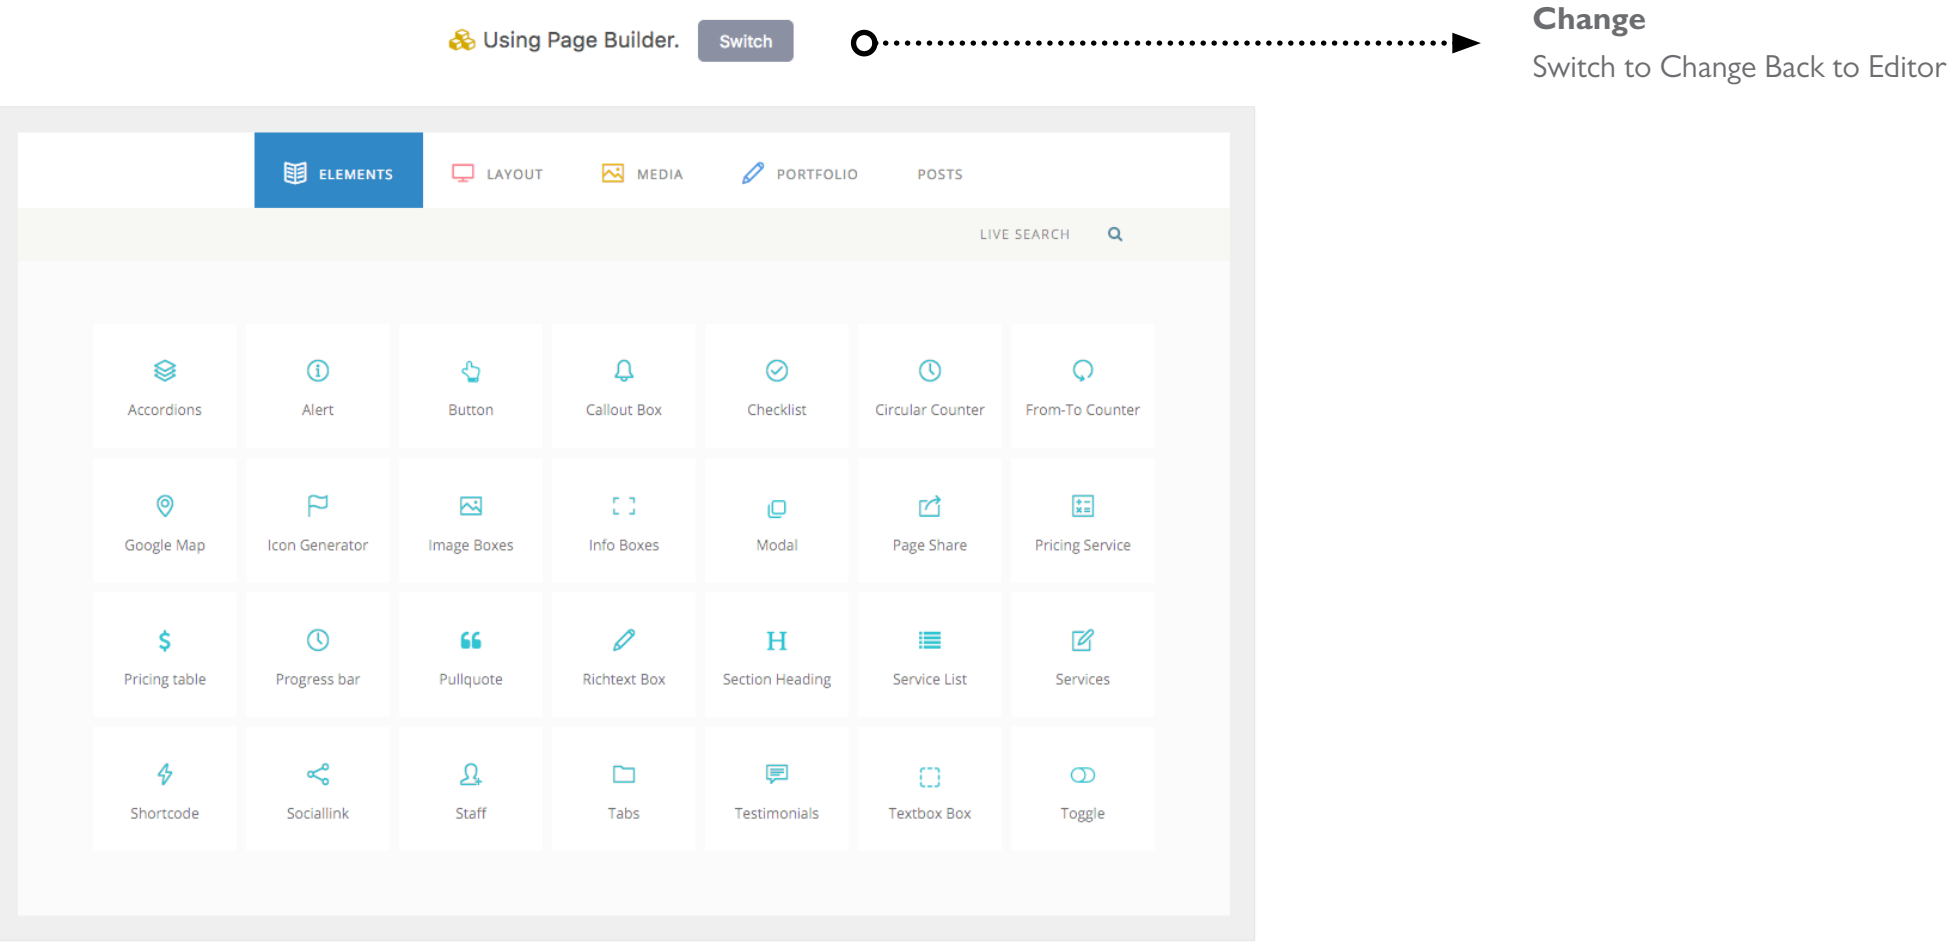 Using Page Builder.
Switch
Change
Switch to Change Back to Editor
ELEMENTS
LAYOUT
MEDIA
PORTFOLIO
POSTS
LIVE SEARCH
Accordions
Alert
Button
Callout Box
Checklist
Circular Counter
From-To Counter
Google Map
Icon Generator
Image Boxes
Info Boxes
Modal
Page Share
Pricing Service
Pricing table
Progress bar
Pullquote
Richtext Box
Section Heading
Service List
Services
Shortcode
Sociallink
Staff
Tabs
Testimonials
Textbox Box
Toggle